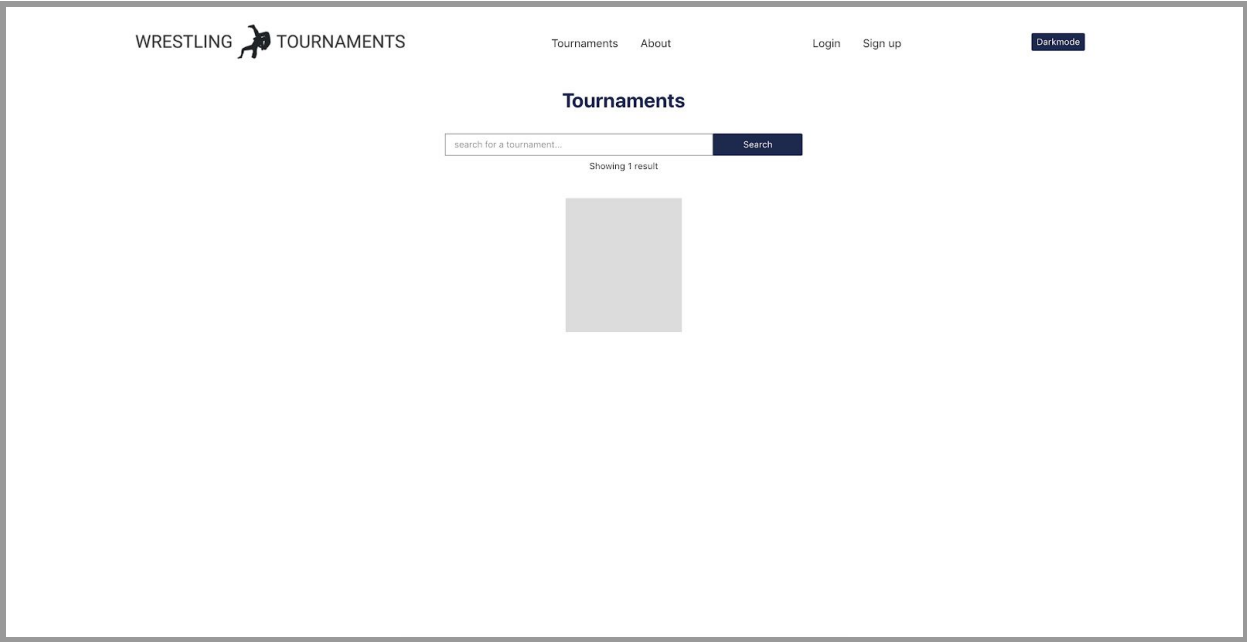 WRESTLING TOURNAMENTS
Tournaments About
Login Sign up
Darkmode
Tournaments
search for a tournament...
Search
Showing 1 result